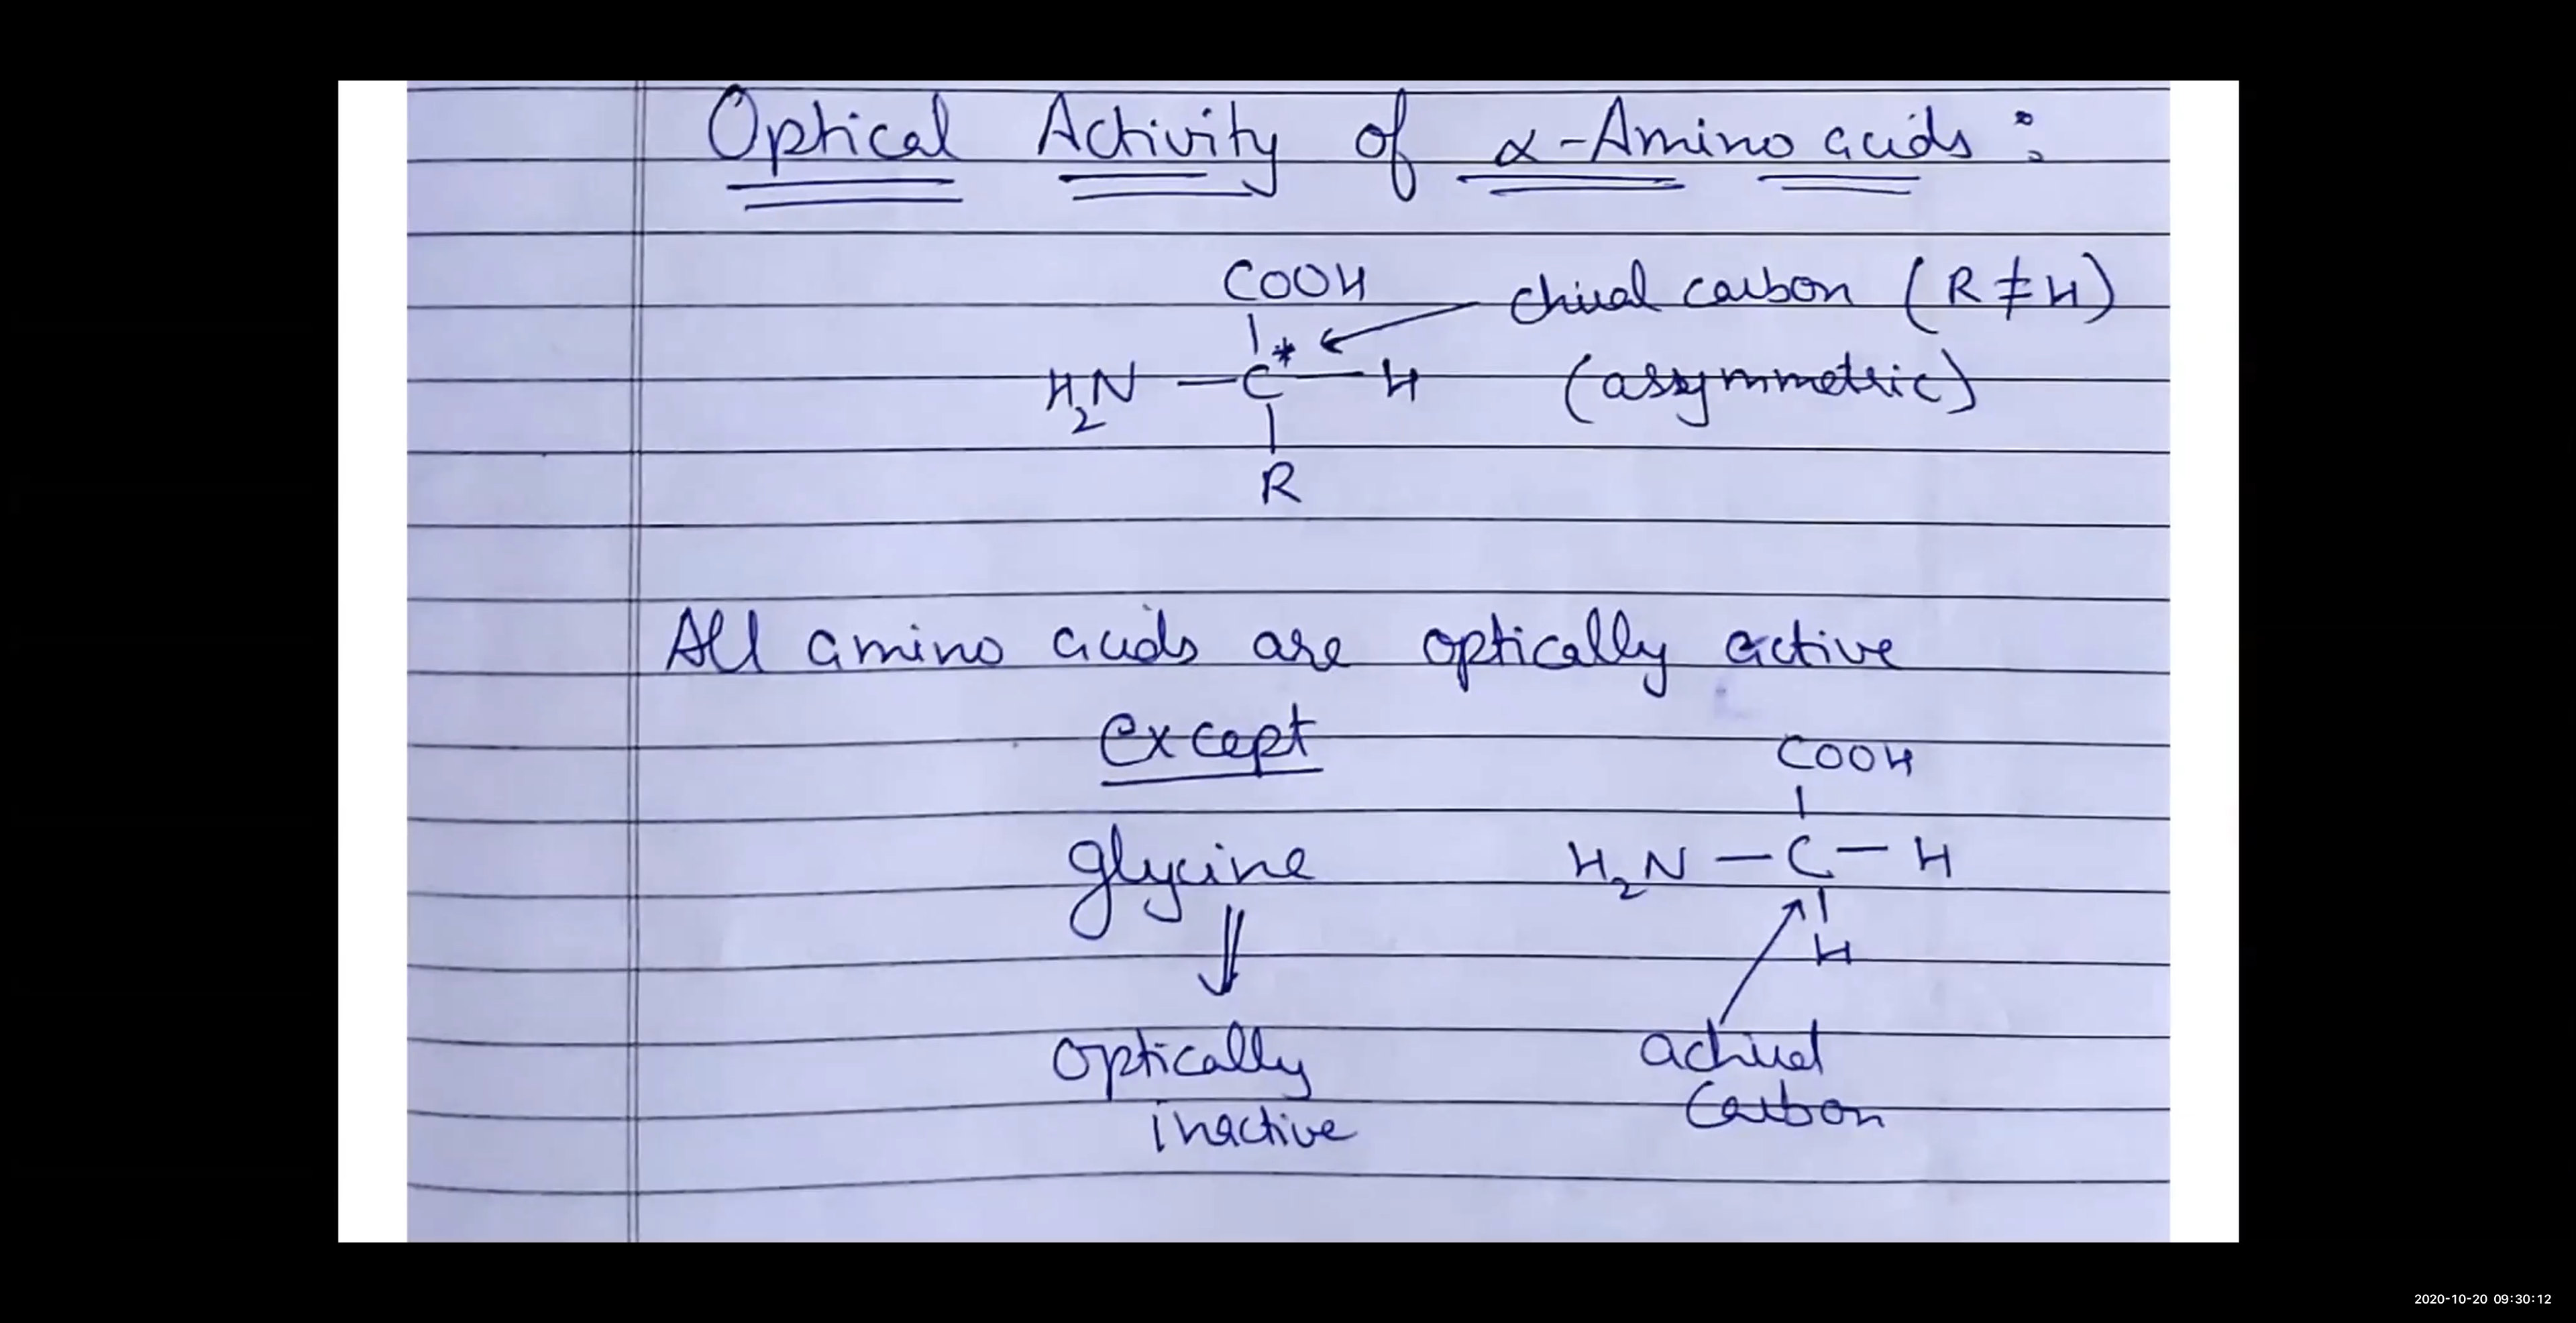 Optical Activity of α-Amino acids :
COOH
chiral carbon (R ≠ H)
H₂N — C* — H
(assymmetric)
R
All amino acids are optically active
except
COOH
glycine
H₂N — C — H
H
optically
achiral
inactive
Carbon
2020-10-20 09:30:12